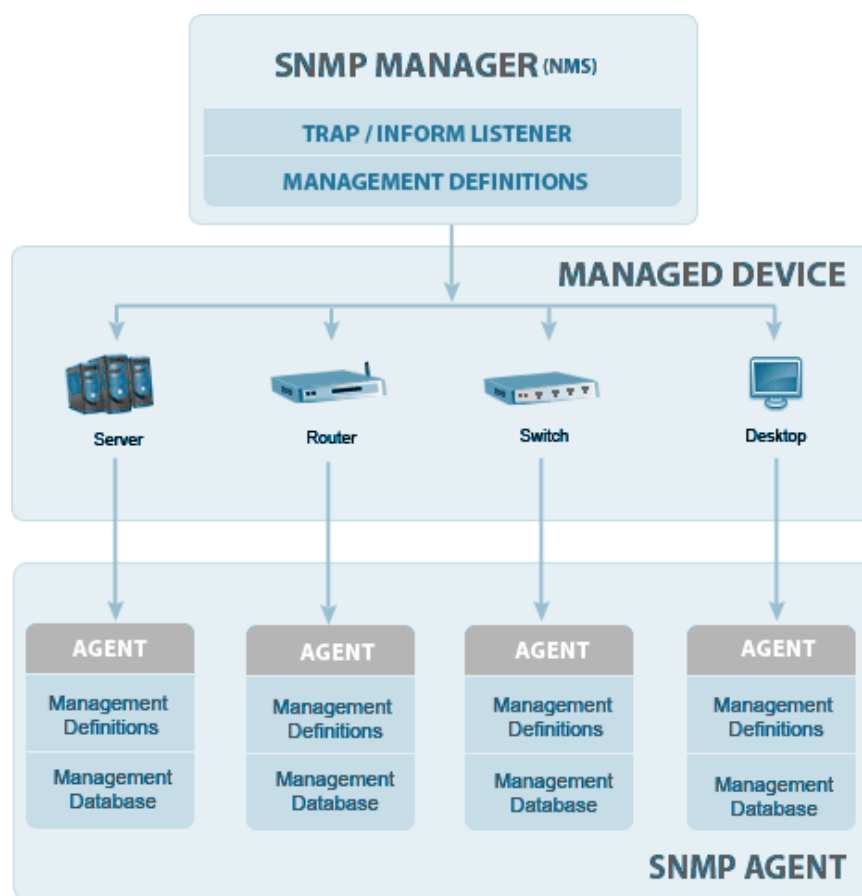 SNMP MANAGER (NMS)
TRAP / INFORM LISTENER
MANAGEMENT DEFINITIONS
MANAGED DEVICE
Server
Router
Switch
Desktop
AGENT
Management
Definitions
Management
Database
AGENT
Management
Definitions
Management
Database
AGENT
Management
Definitions
Management
Database
AGENT
Management
Definitions
Management
Database
SNMP AGENT